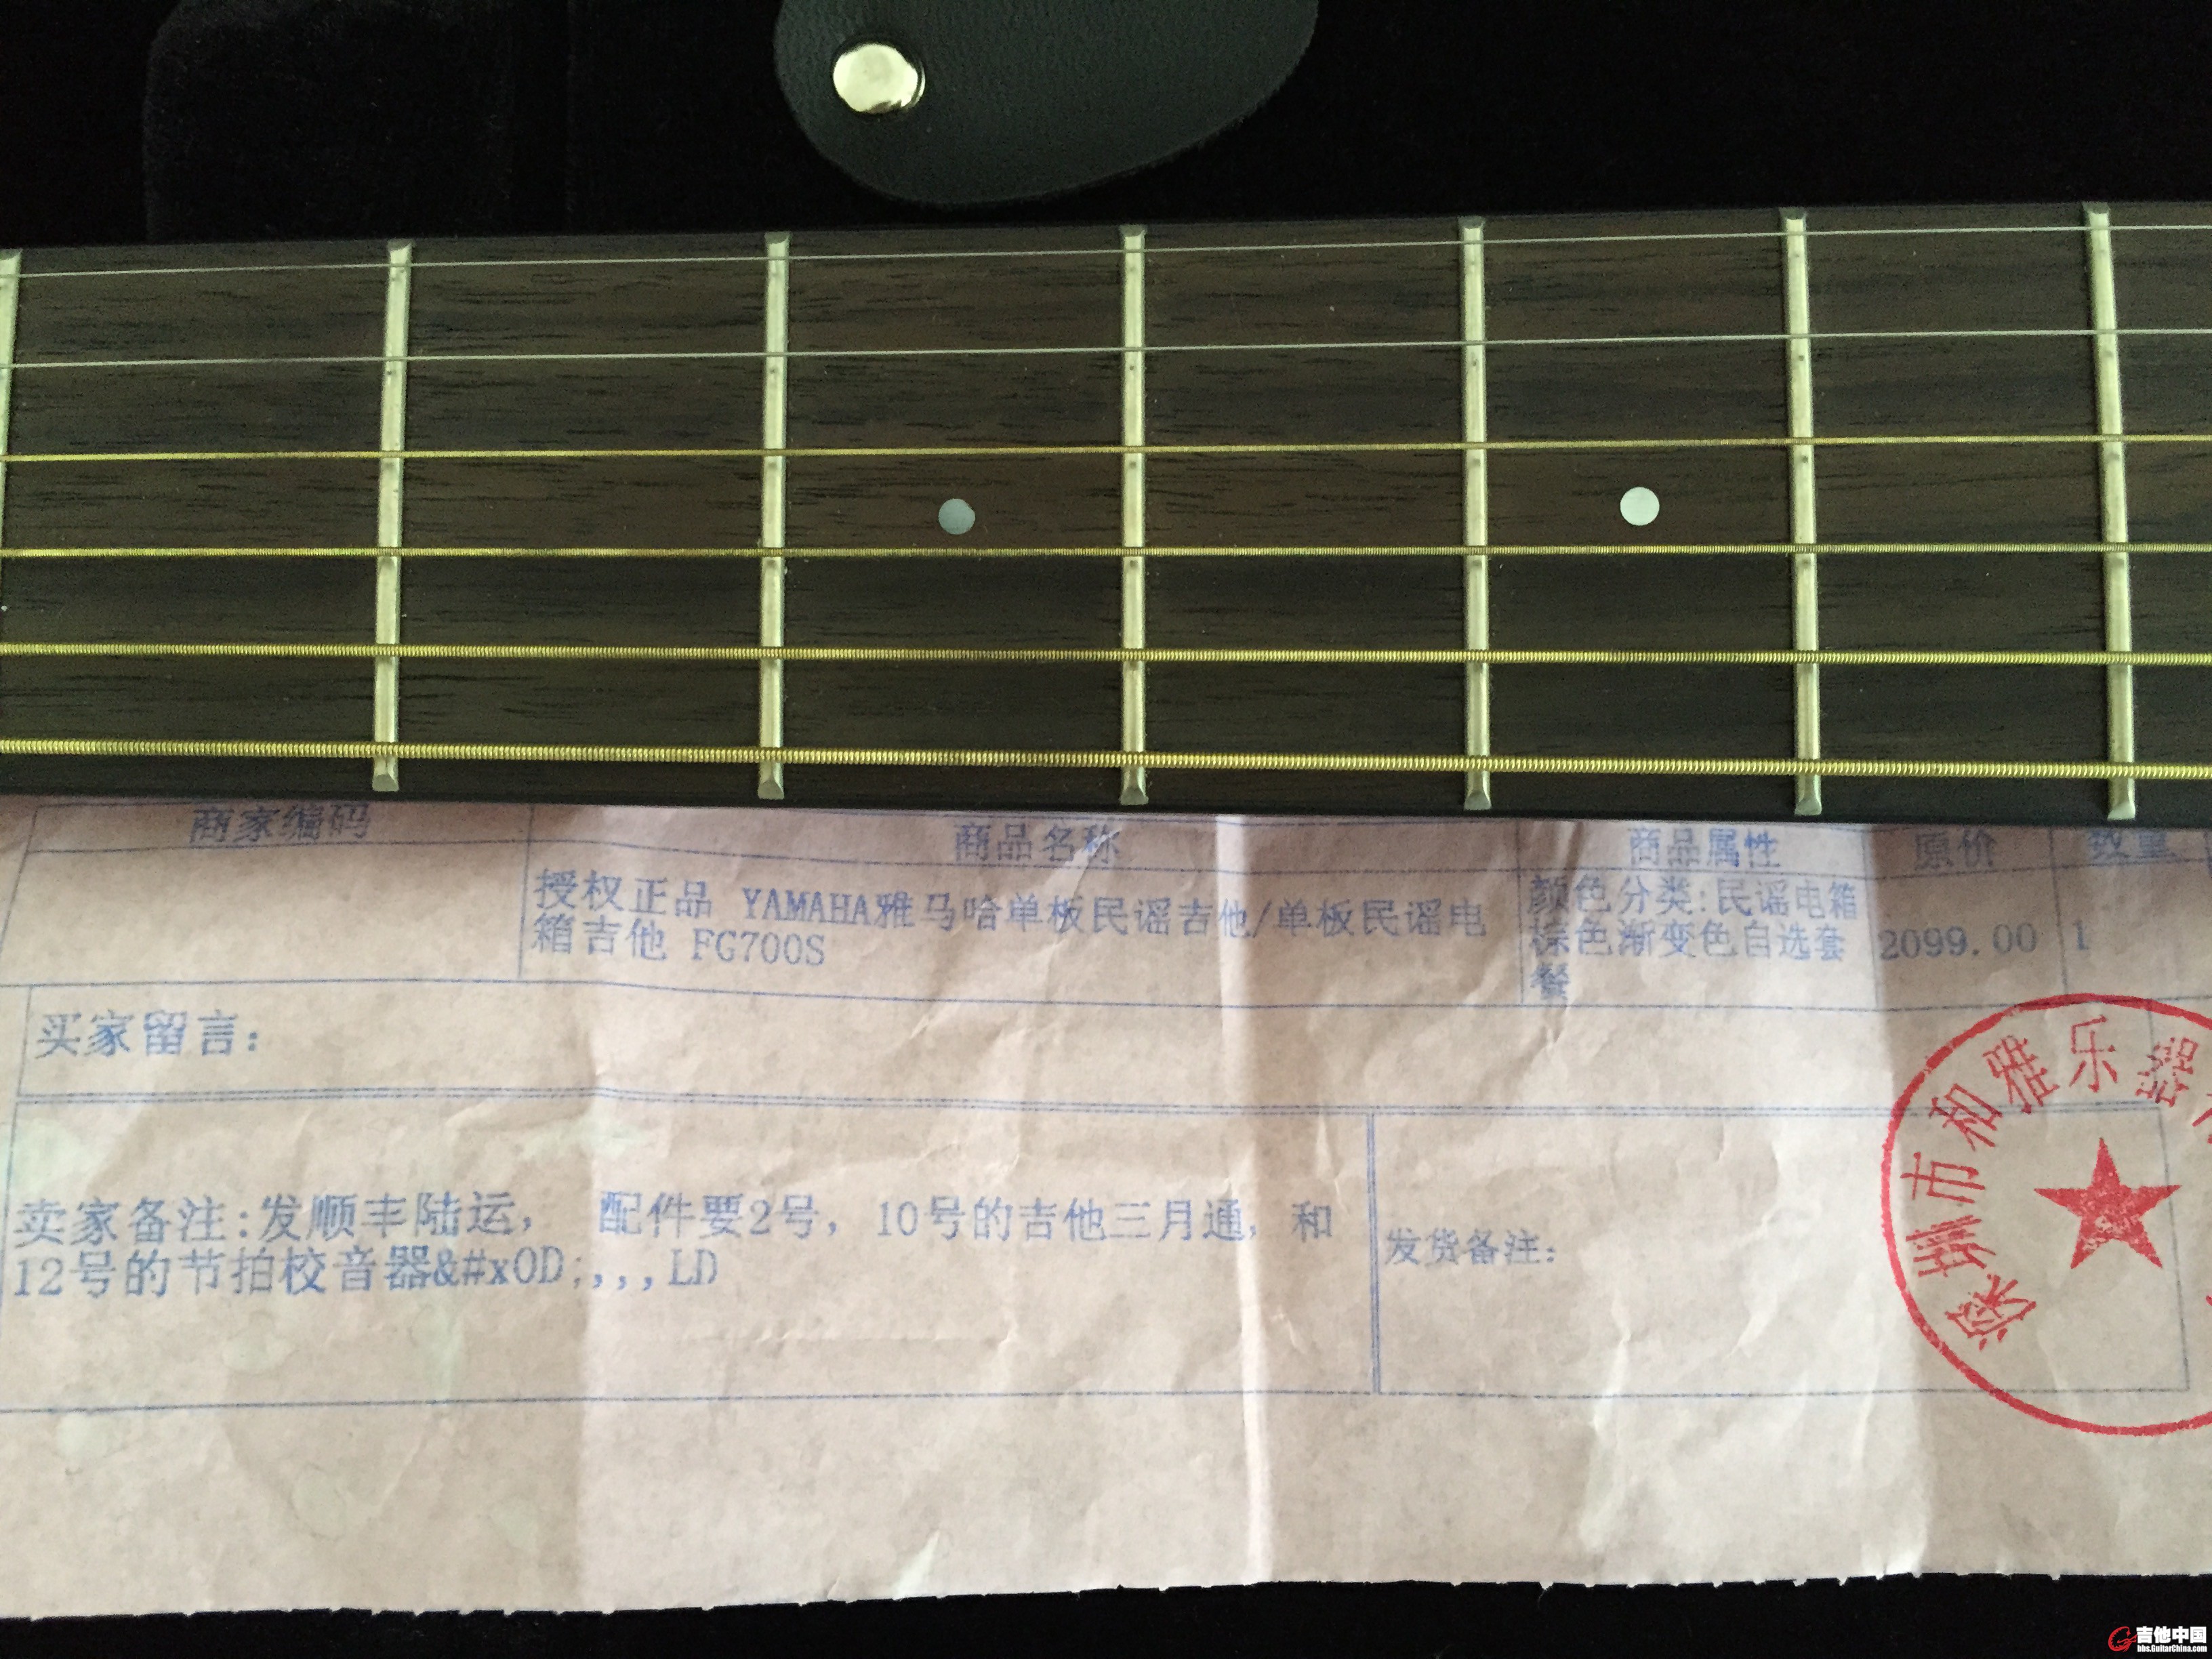 商家编码 商品名称 商品属性 原价 数量
授权正品 YAMAHA雅马哈单板民谣吉他/单板民谣电
箱吉他 FG700S
颜色分类:民谣电箱
棕色渐变色自选套
餐
2099.00 1
买家留言:
卖家备注:发顺丰陆运, 配件要2号, 10号的吉他三月通, 和
12号的节拍校音器&#x0D;,,,LD
发货备注:
深圳市和雅乐器
吉他中国
bbs.GuitarChina.com